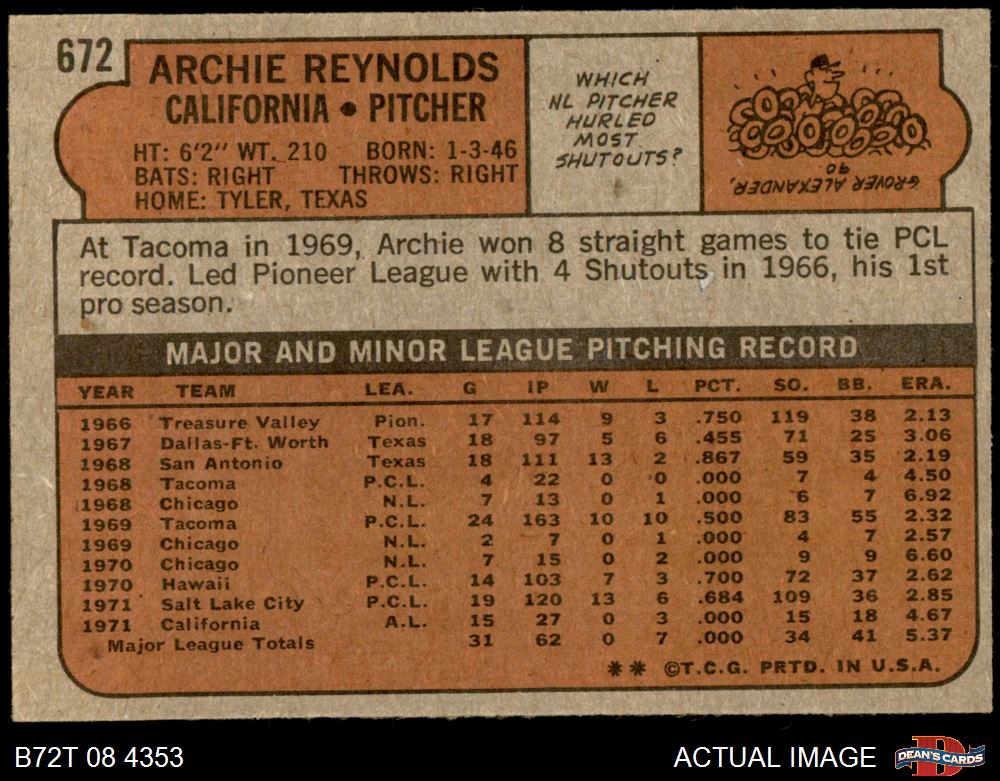 672
ARCHIE REYNOLDS
CALIFORNIA • PITCHER
HT: 6'2" WT. 210 BORN: 1-3-46
BATS: RIGHT THROWS: RIGHT
HOME: TYLER, TEXAS
WHICH
NL PITCHER
HURLED
MOST
SHUTOUTS?
GROVER ALEXANDER,
90
At Tacoma in 1969, Archie won 8 straight games to tie PCL
record. Led Pioneer League with 4 Shutouts in 1966, his 1st
pro season.
MAJOR AND MINOR LEAGUE PITCHING RECORD
YEAR TEAM LEA. G IP W L PCT. SO. BB. ERA.
1966 Treasure Valley Pion. 17 114 9 3 .750 119 38 2.13
1967 Dallas-Ft. Worth Texas 18 97 5 6 .455 71 25 3.06
1968 San Antonio Texas 18 111 13 2 .867 59 35 2.19
1968 Tacoma P.C.L. 4 22 0 0 .000 7 4 4.50
1968 Chicago N.L. 7 13 0 1 .000 6 7 6.92
1969 Tacoma P.C.L. 24 163 10 10 .500 83 55 2.32
1969 Chicago N.L. 2 7 0 1 .000 4 7 2.57
1970 Chicago N.L. 7 15 0 2 .000 9 9 6.60
1970 Hawaii P.C.L. 14 103 7 3 .700 72 37 2.62
1971 Salt Lake City P.C.L. 19 120 13 6 .684 109 36 2.85
1971 California A.L. 15 27 0 3 .000 15 18 4.67
Major League Totals 31 62 0 7 .000 34 41 5.37
** ©T.C.G. PRTD. IN U.S.A.
B72T 08 4353
ACTUAL IMAGE
D
DEAN'S CARDS